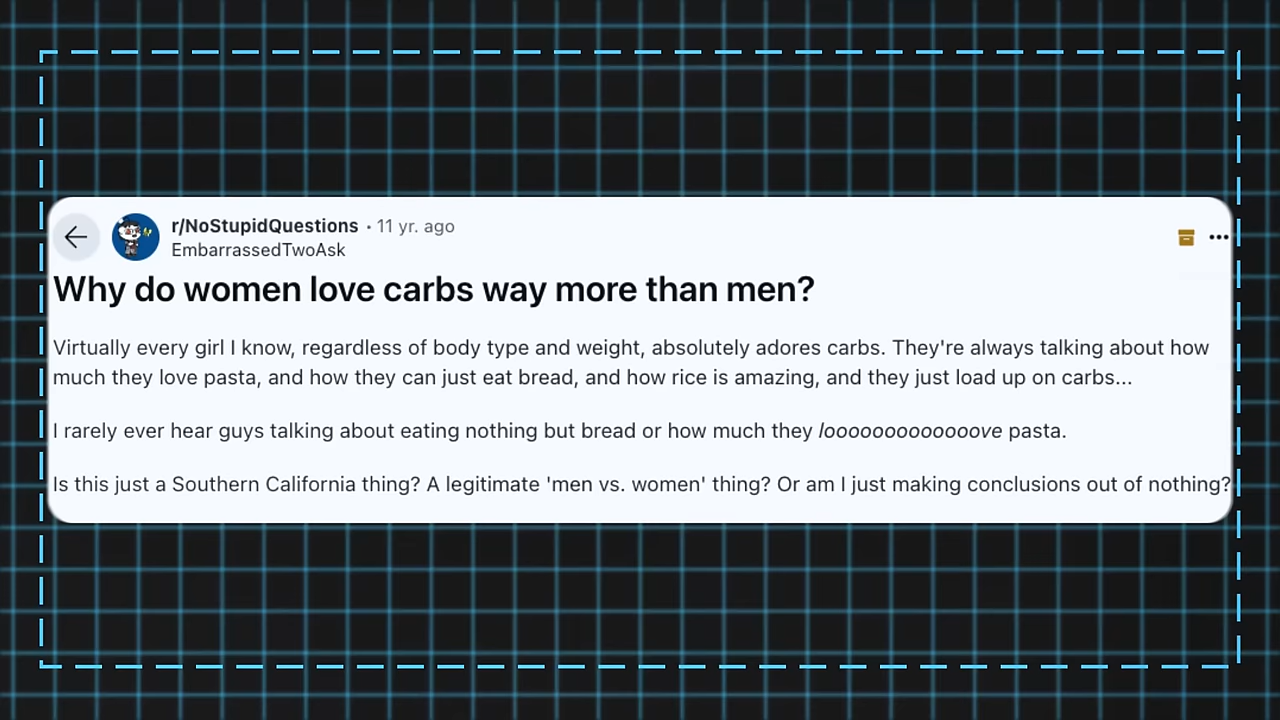 r/NoStupidQuestions • 11 yr. ago
EmbarrassedTwoAsk
Why do women love carbs way more than men?
Virtually every girl I know, regardless of body type and weight, absolutely adores carbs. They're always talking about how
much they love pasta, and how they can just eat bread, and how rice is amazing, and they just load up on carbs...
I rarely ever hear guys talking about eating nothing but bread or how much they looooooooooooove pasta.
Is this just a Southern California thing? A legitimate 'men vs. women' thing? Or am I just making conclusions out of nothing?